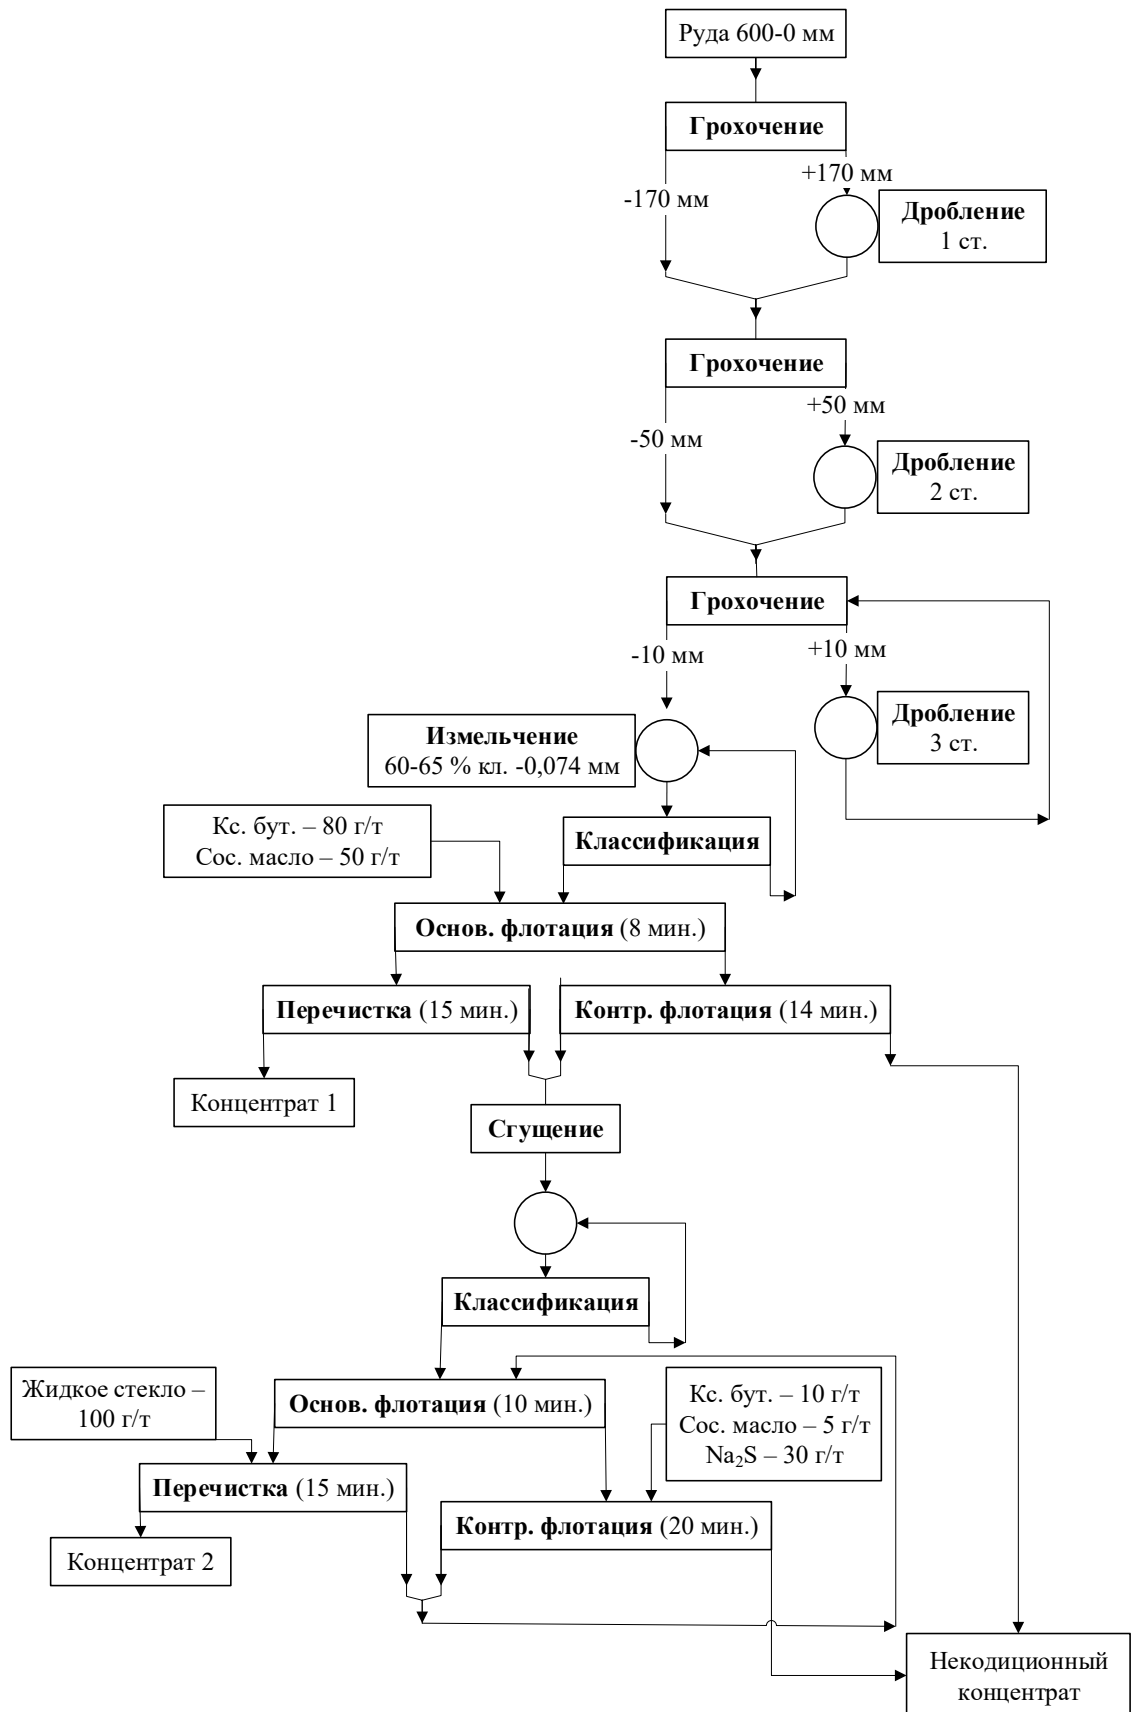 Руда 600-0 мм
Грохочение
-170 мм
+170 мм
Дробление
1 ст.
Грохочение
-50 мм
+50 мм
Дробление
2 ст.
Грохочение
-10 мм
+10 мм
Дробление
3 ст.
Измельчение
60-65 % кл. -0,074 мм
Кс. бут. – 80 г/т
Сос. масло – 50 г/т
Классификация
Основ. флотация (8 мин.)
Перечистка (15 мин.)
Контр. флотация (14 мин.)
Концентрат 1
Сгущение
Классификация
Жидкое стекло –
100 г/т
Основ. флотация (10 мин.)
Кс. бут. – 10 г/т
Сос. масло – 5 г/т
Na₂S – 30 г/т
Перечистка (15 мин.)
Контр. флотация (20 мин.)
Концентрат 2
Некодиционный
концентрат